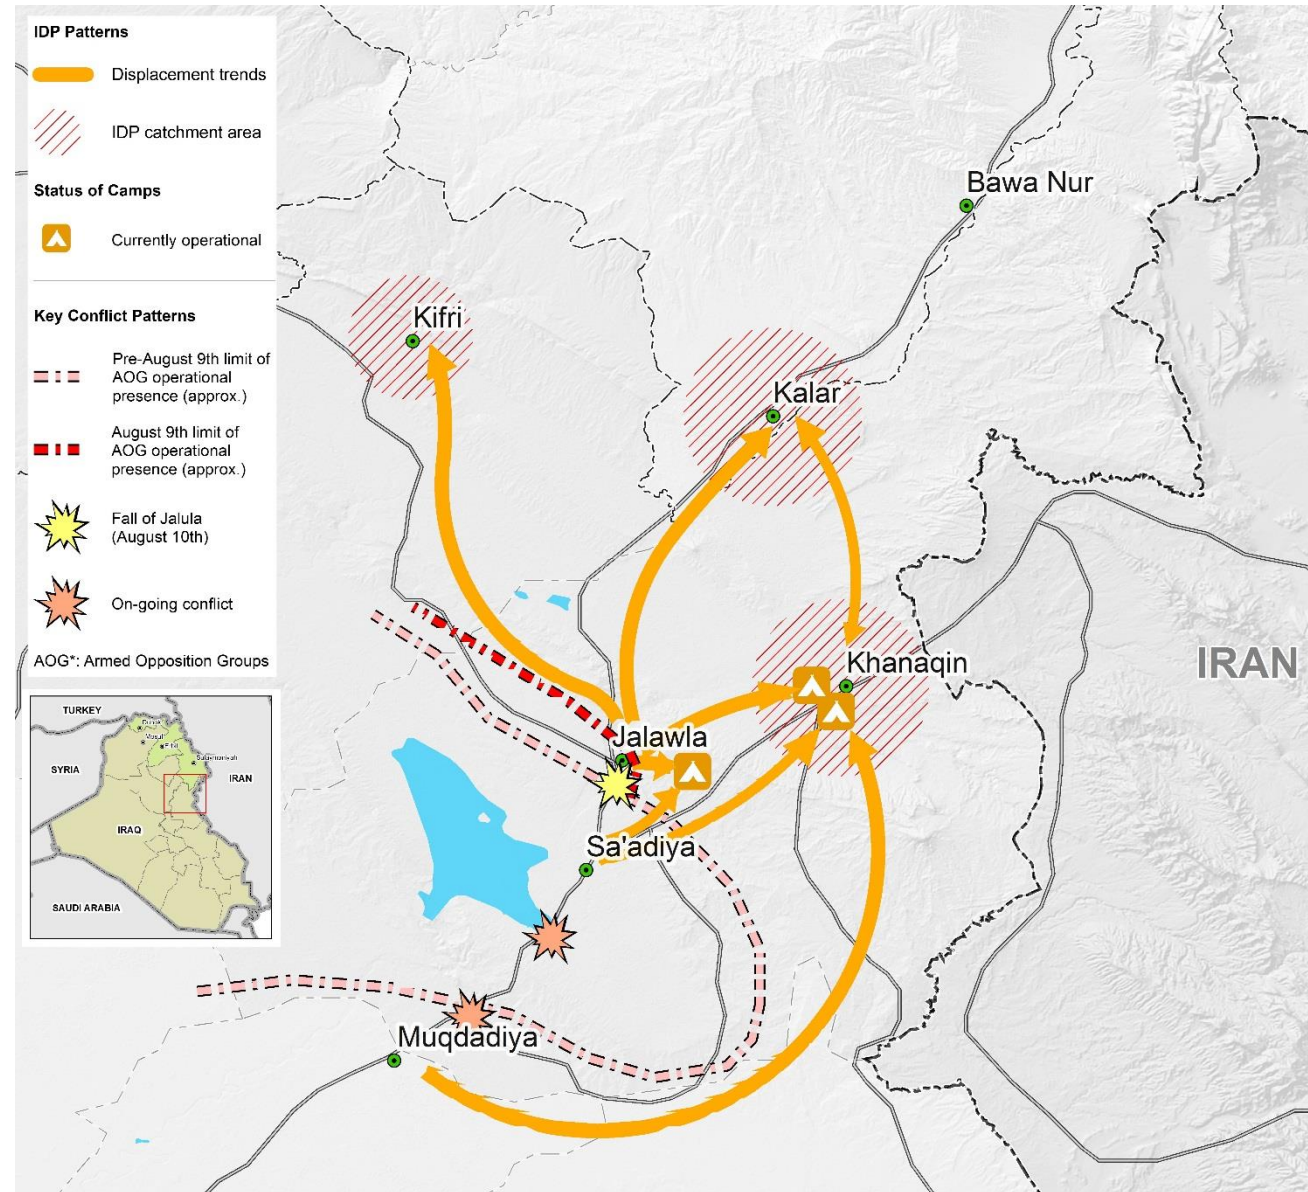 IDP Patterns
Displacement trends
IDP catchment area
Status of Camps
Currently operational
Key Conflict Patterns
Pre-August 9th limit of
AOG operational
presence (approx.)
August 9th limit of
AOG operational
presence (approx.)
Fall of Jalula
(August 10th)
On-going conflict
AOG*: Armed Opposition Groups
TURKEY
Mosul
Erbil
SYRIA
IRAN
IRAQ
SAUDI ARABIA
Bawa Nur
Kifri
Kalar
Khanaqin
IRAN
Jalawla
Sa'adiya
Muqdadiya